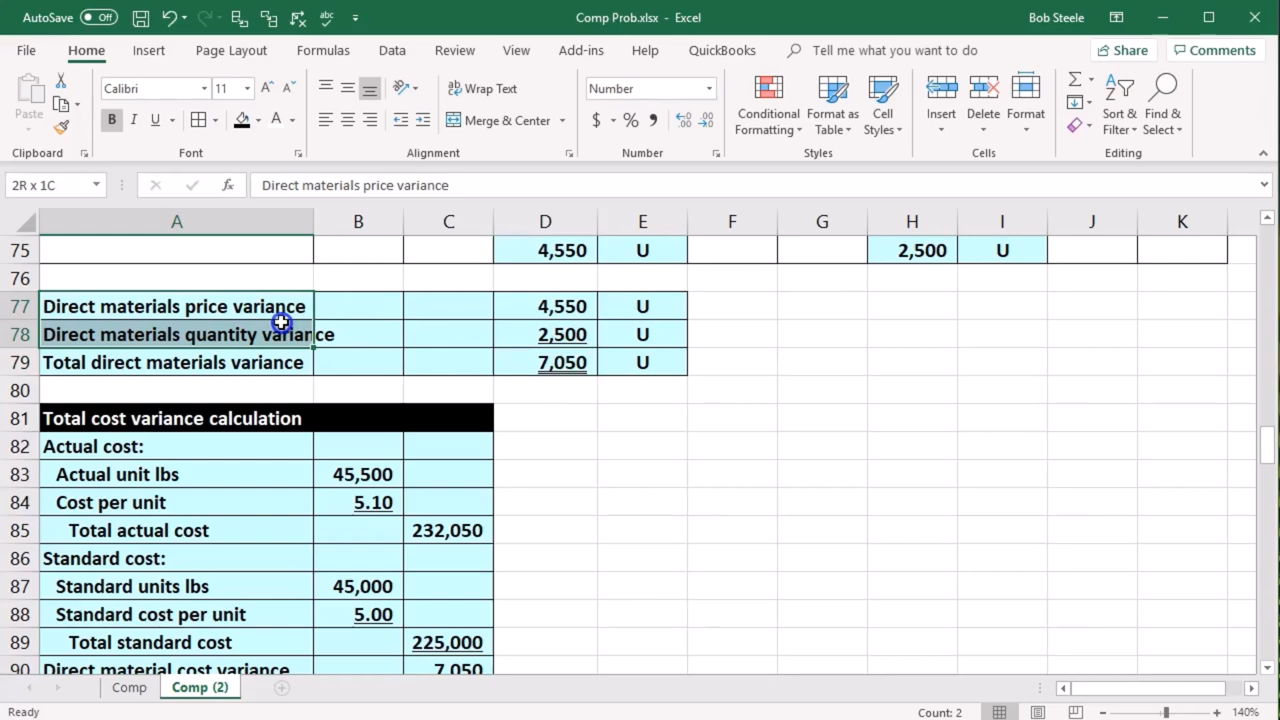 AutoSave Off Comp Prob.xlsx - Excel Bob Steele
File Home Insert Page Layout Formulas Data Review View Add-ins Help QuickBooks Tell me what you want to do Share Comments
Paste Calibri 11 Wrap Text Number Conditional Formatting Format as Table Cell Styles Insert Delete Format Sort & Filter Find & Select
B I U A Merge & Center $ % ,
Clipboard Font Alignment Number Styles Cells Editing
2R x 1C fx Direct materials price variance
A B C D E F G H I J K
75 4,550 U 2,500 U
76
77 Direct materials price variance 4,550 U
78 Direct materials quantity variance 2,500 U
79 Total direct materials variance 7,050 U
80
81 Total cost variance calculation
82 Actual cost:
83 Actual unit lbs 45,500
84 Cost per unit 5.10
85 Total actual cost 232,050
86 Standard cost:
87 Standard units lbs 45,000
88 Standard cost per unit 5.00
89 Total standard cost 225,000
90 Direct material cost variance 7,050
Comp Comp (2)
Ready Count: 2 140%